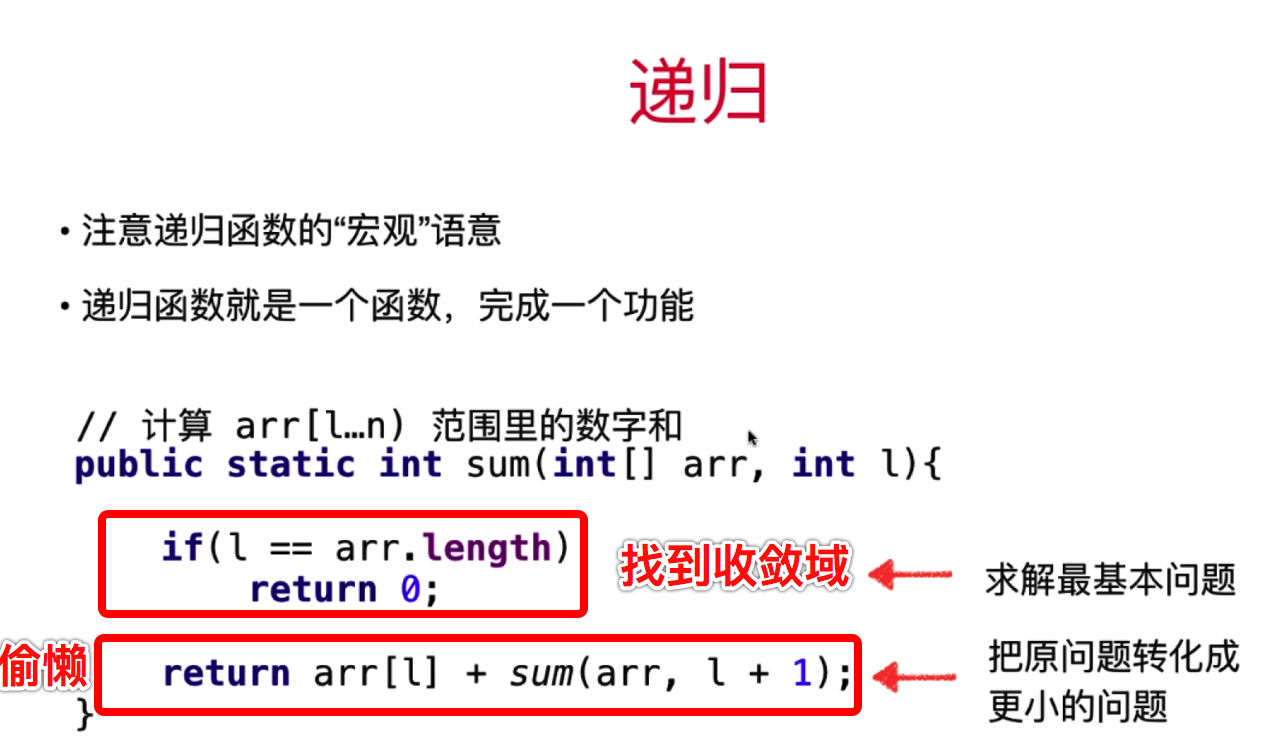 递归
• 注意递归函数的“宏观”语意
• 递归函数就是一个函数，完成一个功能
// 计算 arr[l…n) 范围里的数字和
public static int sum(int[] arr, int l){
if(l == arr.length)
return 0;
找到收敛域
求解最基本问题
偷懒
return arr[l] + sum(arr, l + 1);
把原问题转化成
更小的问题
}